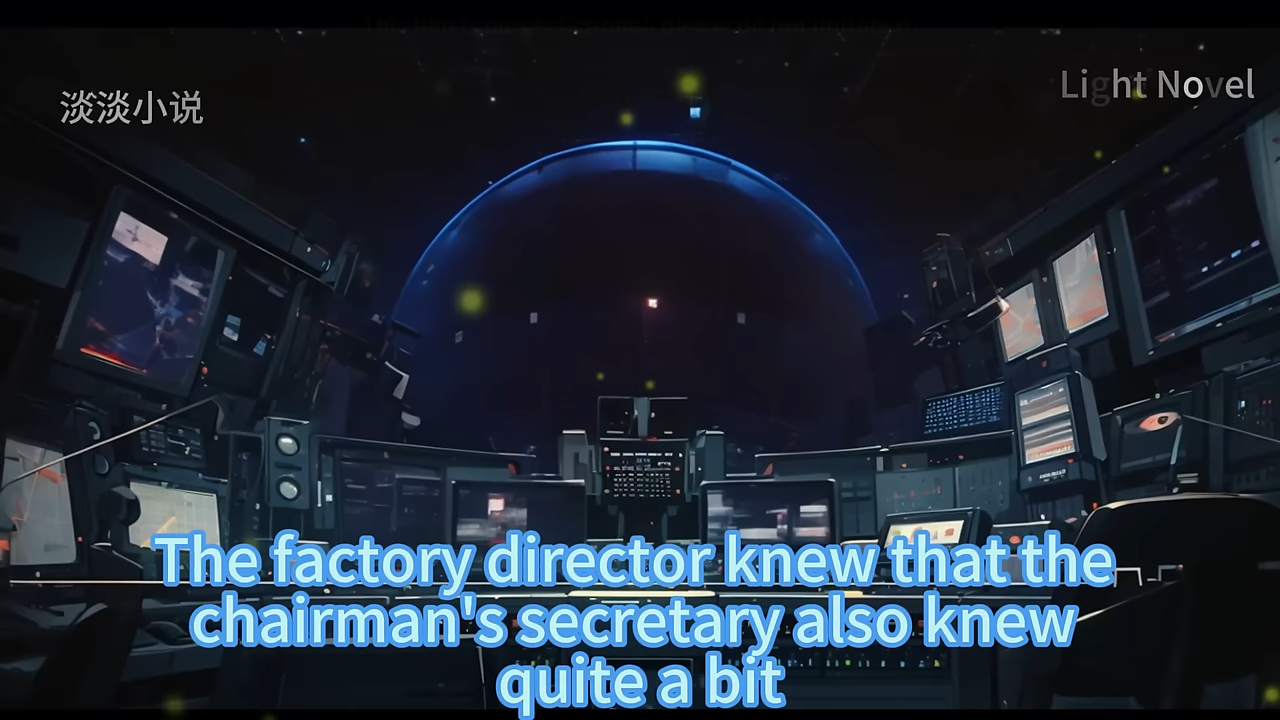 淡淡小说
Light Novel
The factory director knew that the
chairman's secretary also knew
quite a bit